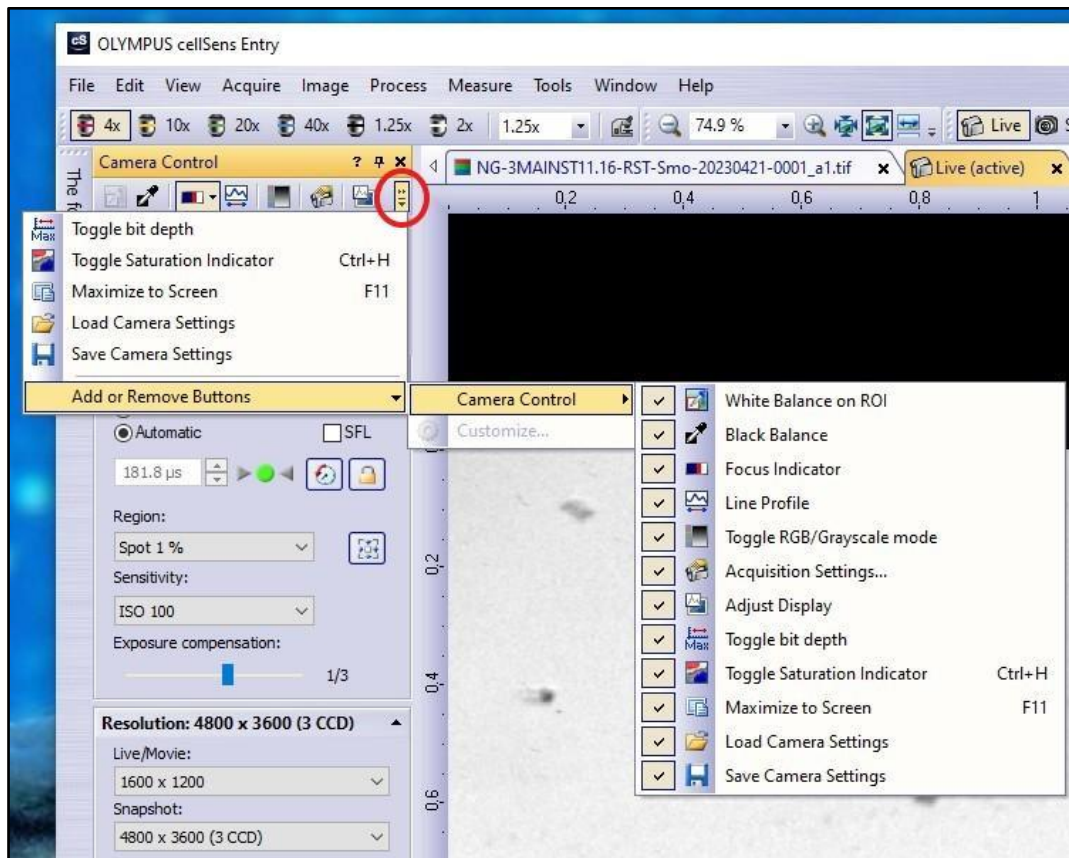 cS OLYMPUS cellSens Entry
File Edit View Acquire Image Process Measure Tools Window Help
4x 10x 20x 40x 1.25x 2x 1.25x 74.9 % Live
Camera Control ? NG-3MAINST11.16-RST-Smo-20230421-0001_a1.tif x Live (active) x
0,2 0,4 0,6 0,8 1
Max Toggle bit depth
Toggle Saturation Indicator Ctrl+H
Maximize to Screen F11
Load Camera Settings
Save Camera Settings
Add or Remove Buttons
Camera Control
Customize...
White Balance on ROI
Black Balance
Focus Indicator
Line Profile
Toggle RGB/Grayscale mode
Acquisition Settings...
Adjust Display
Max Toggle bit depth
Toggle Saturation Indicator Ctrl+H
Maximize to Screen F11
Load Camera Settings
Save Camera Settings
Automatic SFL
181.8 µs
Region:
Spot 1 %
Sensitivity:
ISO 100
Exposure compensation:
1/3
Resolution: 4800 x 3600 (3 CCD)
Live/Movie:
1600 x 1200
Snapshot:
4800 x 3600 (3 CCD)
0,2
0,4
0,6